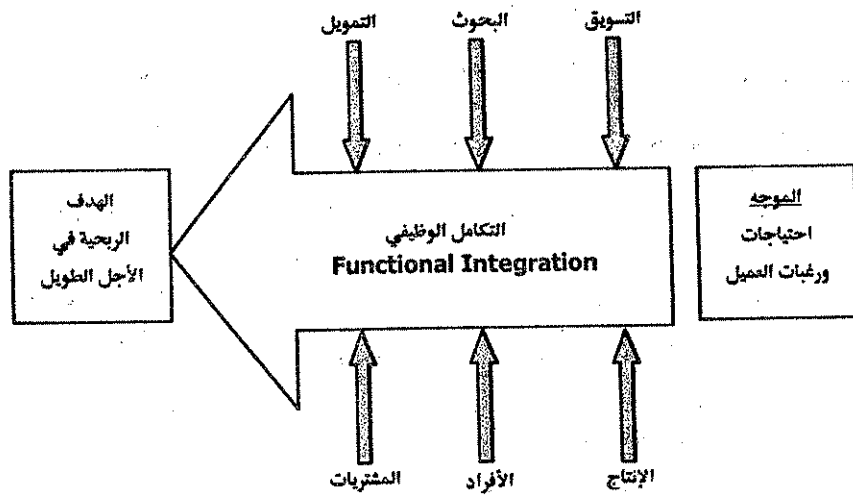 التسويق
البحوث
التمويل
الموجه
احتياجات
ورغبات العميل
التكامل الوظيفي
Functional Integration
الهدف
الربحية في
الأجل الطويل
الإنتاج
الأفراد
المشتريات